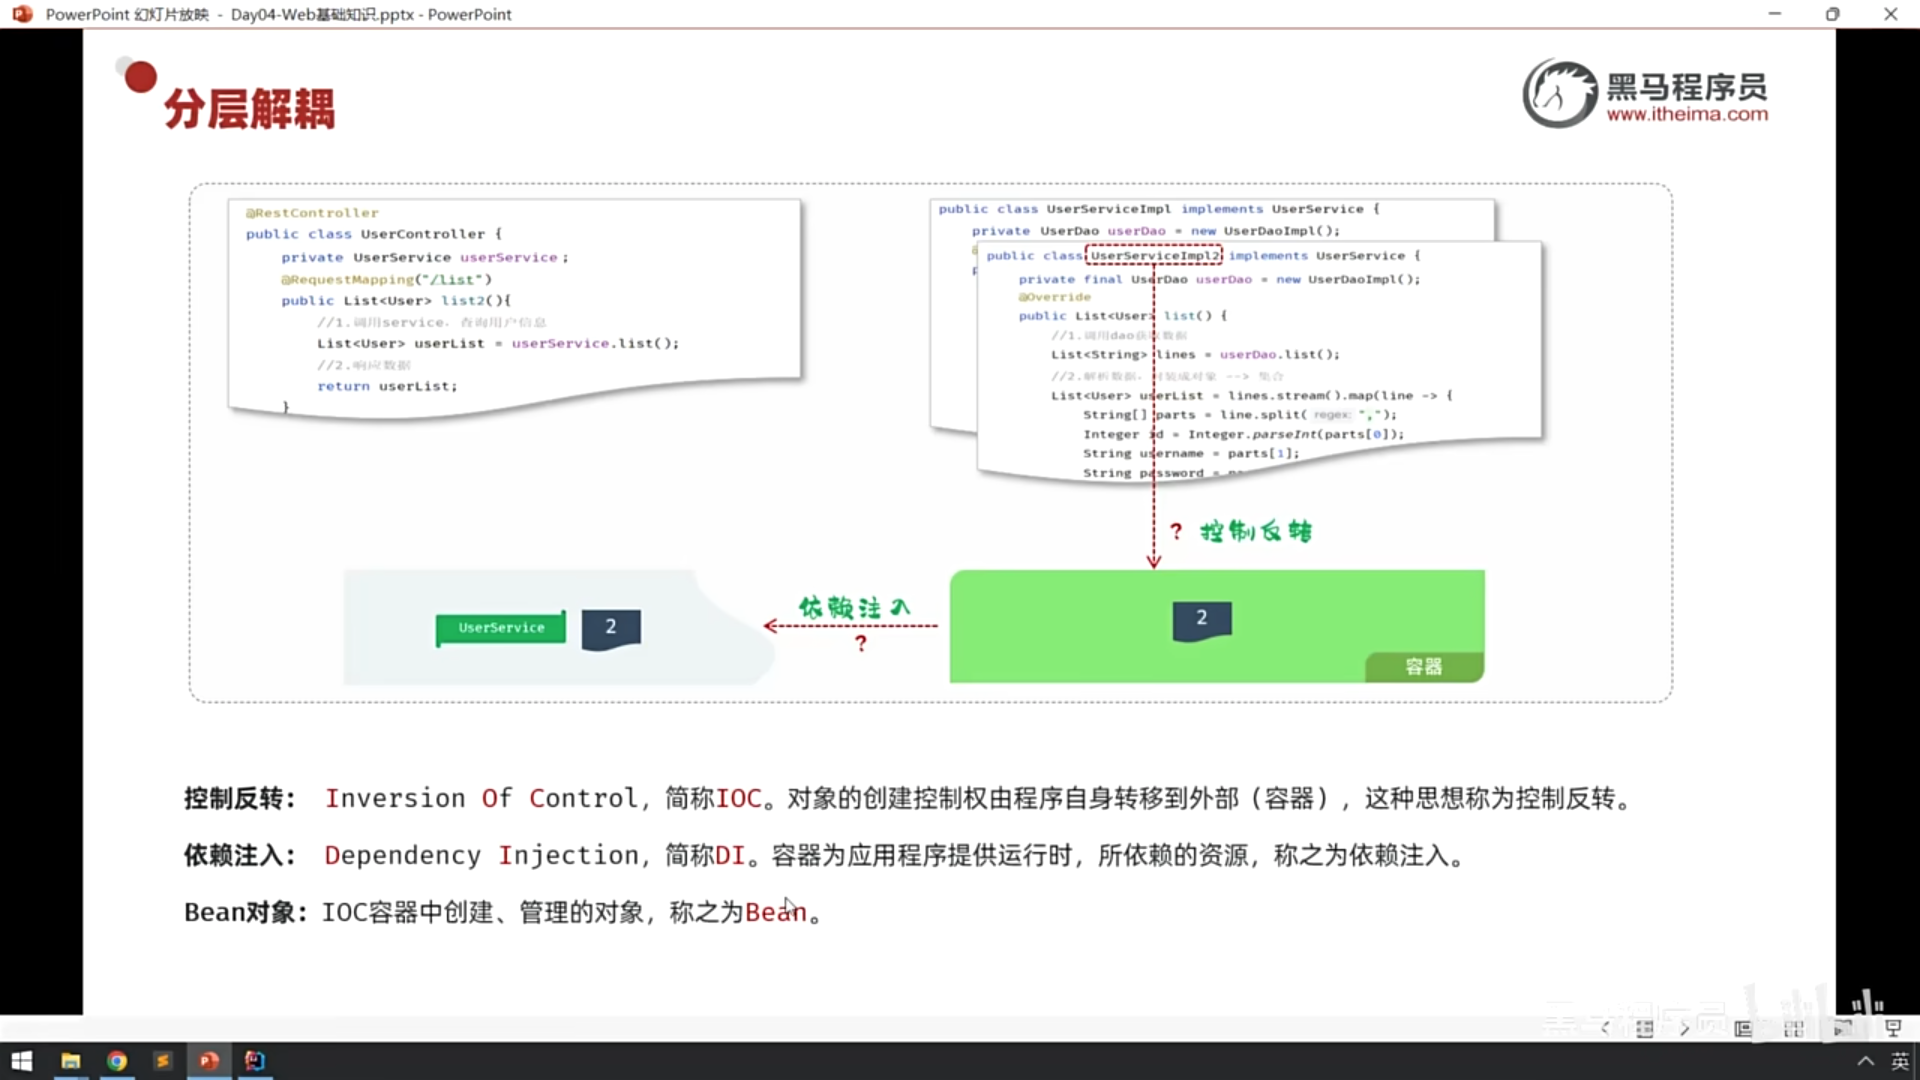 PowerPoint 幻灯片放映 - Day04-Web基础知识.pptx - PowerPoint
分层解耦
黑马程序员
www.itheima.com
@RestController
public class UserController {
private UserService userService;
@RequestMapping("/list")
public List<User> list2(){
//1.调用service，查询用户信息
List<User> userList = userService.list();
//2.响应数据
return userList;
}
public class UserServiceImpl implements UserService {
private UserDao userDao = new UserDaoImpl();
public class UserServiceImpl2 implements UserService {
private final UserDao userDao = new UserDaoImpl();
@Override
public List<User> list() {
//1.调用dao获取数据
List<String> lines = userDao.list();
//2.解析数据，封装成对象 --> 集合
List<User> userList = lines.stream().map(line -> {
String[] parts = line.split( regex: ",");
Integer id = Integer.parseInt(parts[0]);
String username = parts[1];
String password =
? 控制反转
依赖注入
?
UserService
2
2
容器
控制反转： Inversion Of Control，简称IOC。对象的创建控制权由程序自身转移到外部（容器），这种思想称为控制反转。
依赖注入： Dependency Injection，简称DI。容器为应用程序提供运行时，所依赖的资源，称之为依赖注入。
Bean对象：IOC容器中创建、管理的对象，称之为Bean。
黑马程序员
英